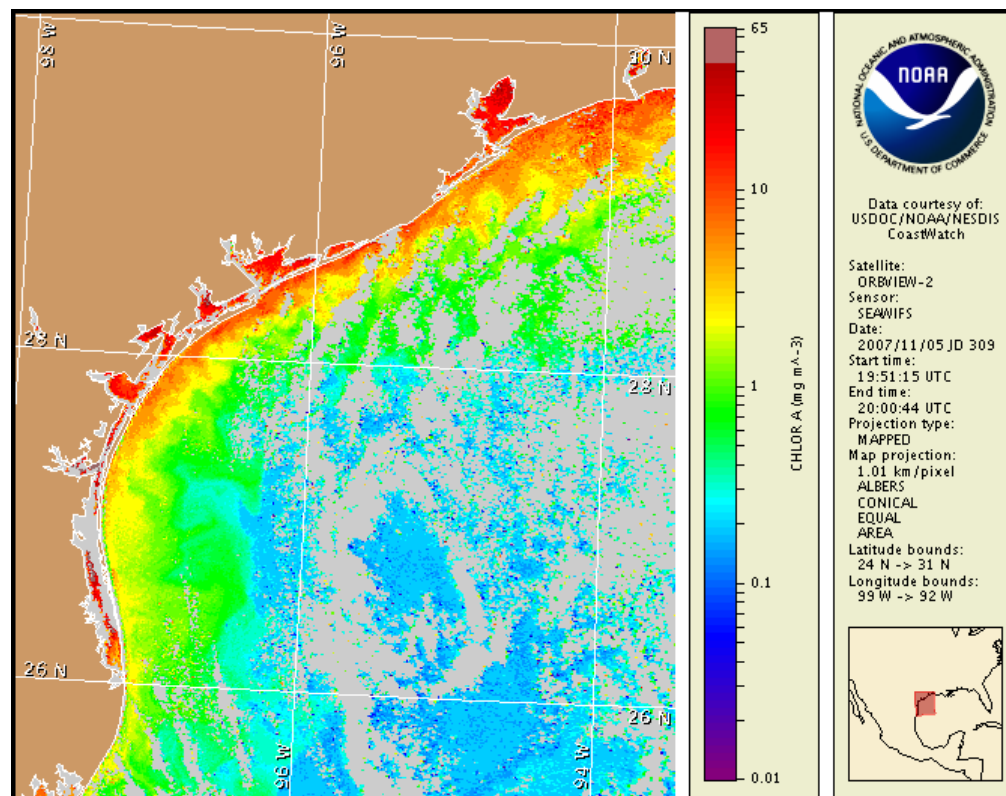 98 W
96 W
30 N
28 N
28 N
26 N
26 N
96 W
94 W
65
10
1
0.1
0.01
CHLOR A (mg m^-3)
NATIONAL OCEANIC AND ATMOSPHERIC ADMINISTRATION
NOAA
U.S. DEPARTMENT OF COMMERCE
Data courtesy of:
USDOC/NOAA/NESDIS
CoastWatch
Satellite:
ORBVIEW-2
Sensor:
SEAWIFS
Date:
2007/11/05 JD 309
Start time:
19:51:15 UTC
End time:
20:00:44 UTC
Projection type:
MAPPED
Map projection:
1.01 km/pixel
ALBERS
CONICAL
EQUAL
AREA
Latitude bounds:
24 N -> 31 N
Longitude bounds:
99 W -> 92 W